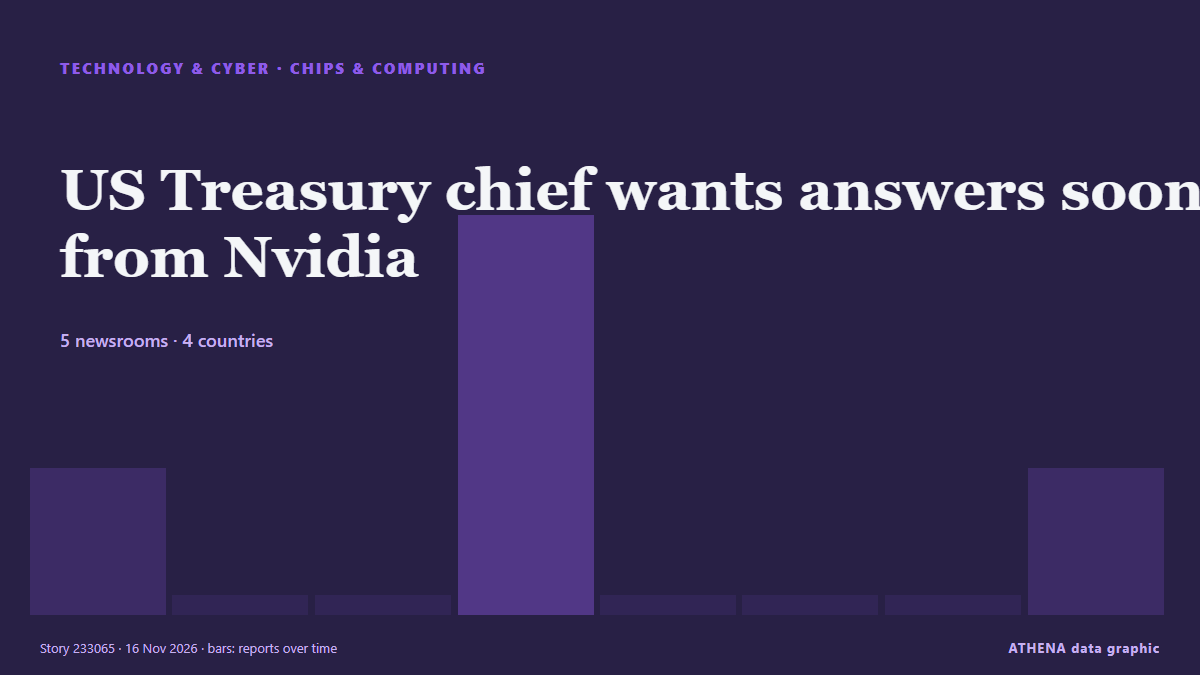 TECHNOLOGY & CYBER · CHIPS & COMPUTING
US Treasury chief wants answers soon
from Nvidia
5 newsrooms · 4 countries
Story 233065 · 16 Nov 2026 · bars: reports over time
ATHENA data graphic